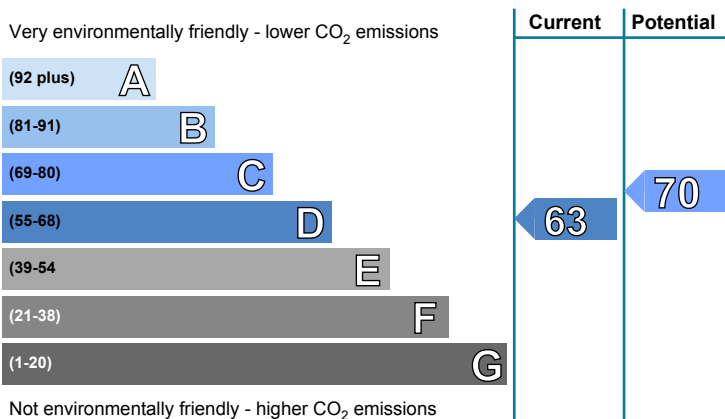 Very environmentally friendly - lower CO2 emissions
Current
Potential
(92 plus) A
(81-91) B
(69-80) C
(55-68) D
(39-54 E
(21-38) F
(1-20) G
63
70
Not environmentally friendly - higher CO2 emissions